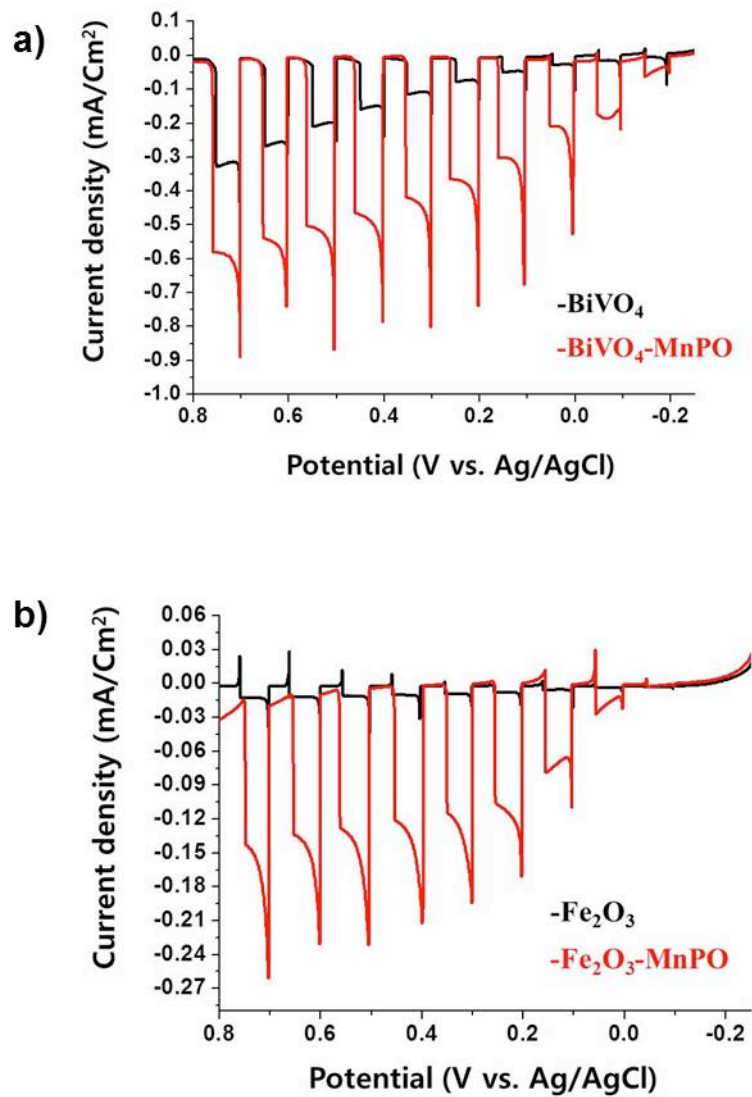 a)
Current density (mA/Cm²)
0.0
-0.1
-0.2
-0.3
-0.4
-0.5
-0.6
-0.7
-0.8
-0.9
-1.0
-BiVO₄
-BiVO₄-MnPO
0.8 0.6 0.4 0.2 0.0 -0.2
Potential (V vs. Ag/AgCl)
b)
Current density (mA/Cm²)
0.06
0.03
0.00
-0.03
-0.06
-0.09
-0.12
-0.15
-0.18
-0.21
-0.24
-0.27
-Fe₂O₃
-Fe₂O₃-MnPO
0.8 0.6 0.4 0.2 0.0 -0.2
Potential (V vs. Ag/AgCl)